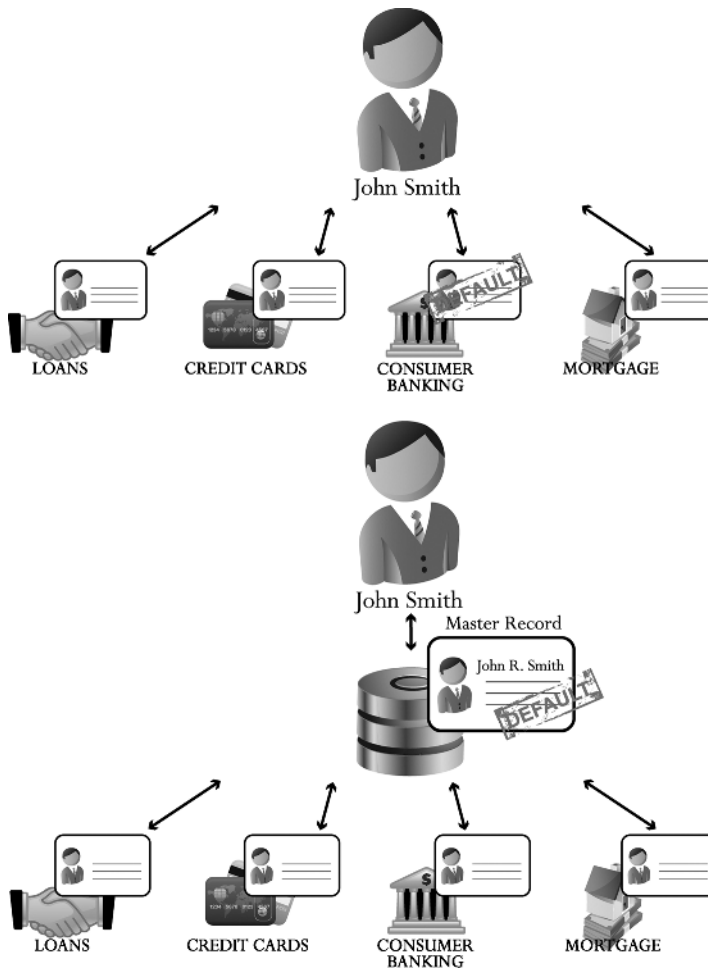 John Smith
DEFAULT
LOANS
CREDIT CARDS
CONSUMER
BANKING
MORTGAGE
John Smith
Master Record
John R. Smith
DEFAULT
$
LOANS
CREDIT CARDS
CONSUMER
BANKING
MORTGAGE